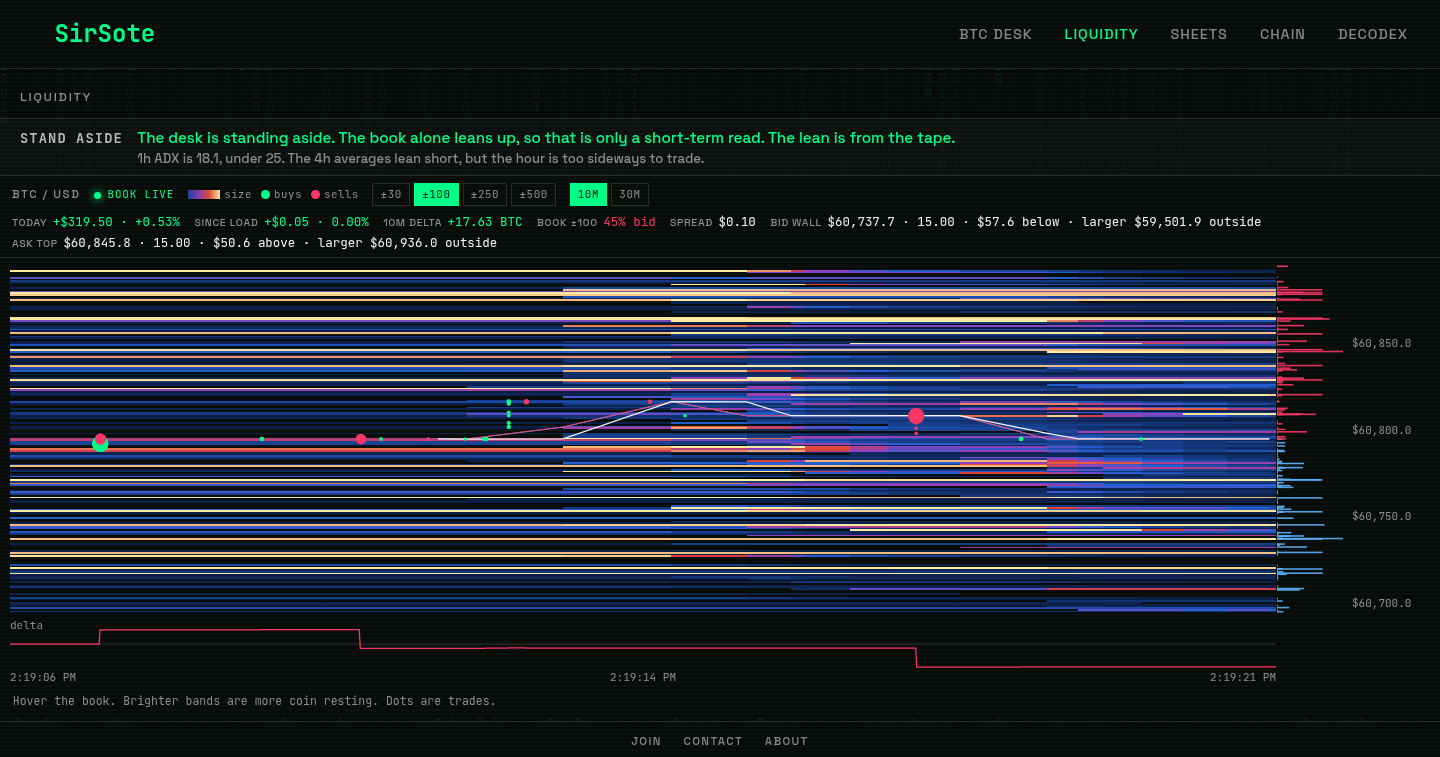 SirSote
BTC DESK LIQUIDITY SHEETS CHAIN DECODEX
LIQUIDITY
STAND ASIDE The desk is standing aside. The book alone leans up, so that is only a short-term read. The lean is from the tape.
1h ADX is 18.1, under 25. The 4h averages lean short, but the hour is too sideways to trade.
BTC / USD BOOK LIVE size buys sells ±30 ±100 ±250 ±500 10M 30M
TODAY +$319.50 · +0.53% SINCE LOAD +$0.05 · 0.00% 10M DELTA +17.63 BTC BOOK ±100 45% bid SPREAD $0.10 BID WALL $60,737.7 · 15.00 · $57.6 below · larger $59,501.9 outside
ASK TOP $60,845.8 · 15.00 · $50.6 above · larger $60,936.0 outside
$60,850.0
$60,800.0
$60,750.0
$60,700.0
delta
2:19:06 PM 2:19:14 PM 2:19:21 PM
Hover the book. Brighter bands are more coin resting. Dots are trades.
JOIN CONTACT ABOUT